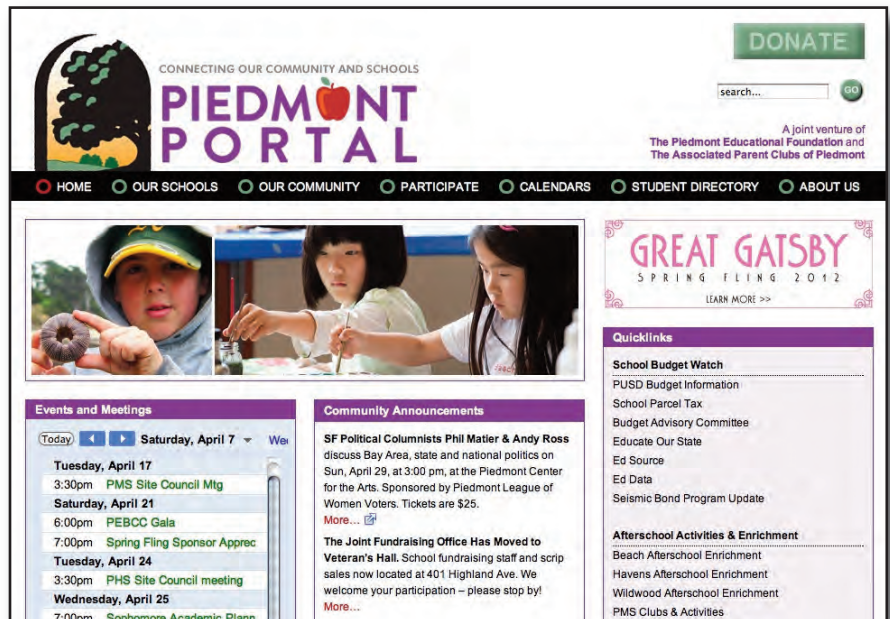 DONATE
CONNECTING OUR COMMUNITY AND SCHOOLS
PIEDMONT
PORTAL
search...
GO
A joint venture of
The Piedmont Educational Foundation and
The Associated Parent Clubs of Piedmont
HOME
OUR SCHOOLS
OUR COMMUNITY
PARTICIPATE
CALENDARS
STUDENT DIRECTORY
ABOUT US
GREAT GATSBY
SPRING FLING 2012
LEARN MORE >>
Events and Meetings
Today
Saturday, April 7
Tuesday, April 17
3:30pm PMS Site Council Mtg
Saturday, April 21
6:00pm PEBCC Gala
7:00pm Spring Fling Sponsor Apprec
Tuesday, April 24
3:30pm PHS Site Council meeting
Wednesday, April 25
7:00pm Sophomore Academic Plann
Community Announcements
SF Political Columnists Phil Matier & Andy Ross
discuss Bay Area, state and national politics on
Sun, April 29, at 3:00 pm, at the Piedmont Center
for the Arts. Sponsored by Piedmont League of
Women Voters. Tickets are $25.
More...
The Joint Fundraising Office Has Moved to
Veteran's Hall. School fundraising staff and scrip
sales now located at 401 Highland Ave. We
welcome your participation – please stop by!
More...
Quicklinks
School Budget Watch
PUSD Budget Information
School Parcel Tax
Budget Advisory Committee
Educate Our State
Ed Source
Ed Data
Seismic Bond Program Update
Afterschool Activities & Enrichment
Beach Afterschool Enrichment
Havens Afterschool Enrichment
Wildwood Afterschool Enrichment
PMS Clubs & Activities